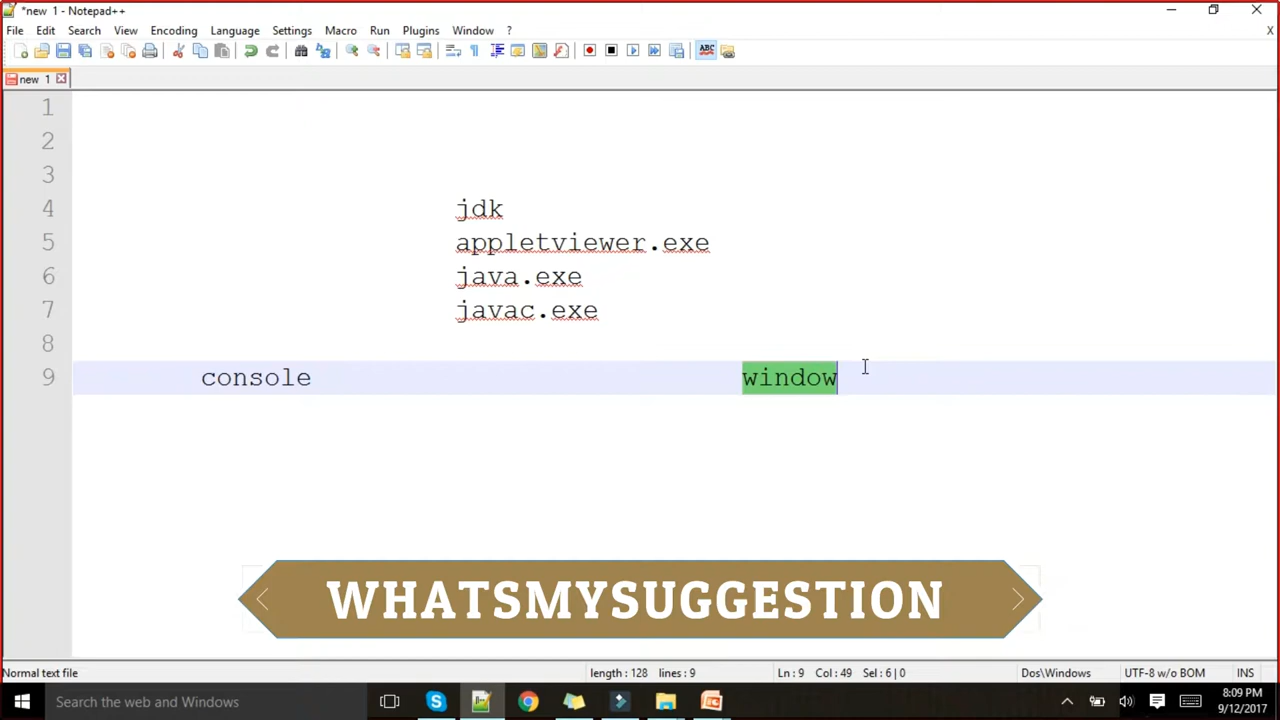 *new 1 - Notepad++
File Edit Search View Encoding Language Settings Macro Run Plugins Window ? X
ABC
new 1
1
2
3
4 jdk
5 appletviewer.exe
6 java.exe
7 javac.exe
8
9 console window
WHATSMYSUGGESTION
Normal text file length : 128 lines : 9 Ln : 9 Col : 49 Sel : 6 | 0 Dos\Windows UTF-8 w/o BOM INS
Search the web and Windows
8:09 PM
9/12/2017